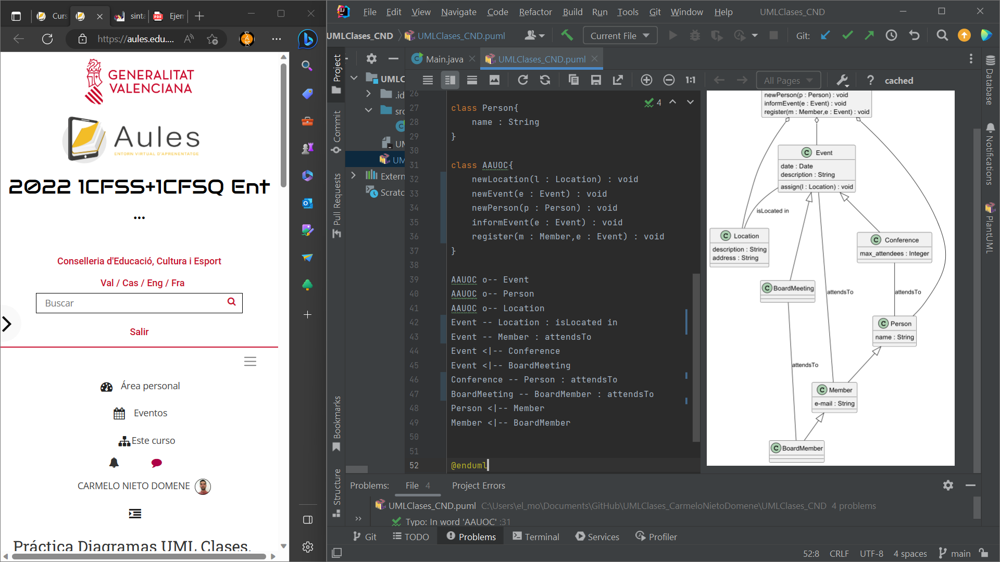 Curs
sinta
Ejem
https://aules.edu....
GENERALITAT
VALENCIANA
Aules
ENTORN VIRTUAL D'APRENENTATGE
2022 1CFSS+1CFSQ Ent
...
Conselleria d'Educació, Cultura i Esport
Val / Cas / Eng / Fra
Buscar
Salir
Área personal
Eventos
Este curso
CARMELO NIETO DOMENE
Práctica Diagramas UML Clases.
File Edit View Navigate Code Refactor Build Run Tools Git Window Help UMLClases_CND
UMLClases_CND UMLClases_CND.puml Current File Git:
Project
Commit
Pull Requests
Bookmarks
Structure
UMLC
.id
src
UM
UM
Extern
Scratc
Main.java UMLClases_CND.puml
1:1 All Pages ? cached
4
26
27 class Person{
28 name : String
29 }
30
31 class AAUOC{
32 newLocation(l : Location) : void
33 newEvent(e : Event) : void
34 newPerson(p : Person) : void
35 informEvent(e : Event) : void
36 register(m : Member,e : Event) : void
37 }
38
39 AAUOC o-- Event
40 AAUOC o-- Person
41 AAUOC o-- Location
42 Event -- Location : isLocated in
43 Event -- Member : attendsTo
44 Event <|-- Conference
45 Event <|-- BoardMeeting
46 Conference -- Person : attendsTo
47 BoardMeeting -- BoardMember : attendsTo
48 Person <|-- Member
49 Member <|-- BoardMember
50
51
52 @enduml
newPerson(p : Person) : void
informEvent(e : Event) : void
register(m : Member,e : Event) : void
C Event
date : Date
description : String
assign(l : Location) : void
isLocated in
C Location
description : String
address : String
C Conference
max_attendees : Integer
C BoardMeeting
attendsTo
attendsTo
C Person
name : String
attendsTo
C Member
e-mail : String
C BoardMember
Database
Notifications
PlantUML
Problems: File 4 Project Errors
UMLClases_CND.puml C:\Users\el_mo\Documents\GitHub\UMLClases_CarmeloNietoDomene\UMLClases_CND 4 problems
Typo: In word 'AAUOC' :31
Git TODO Problems Terminal Services Profiler
52:8 CRLF UTF-8 4 spaces main